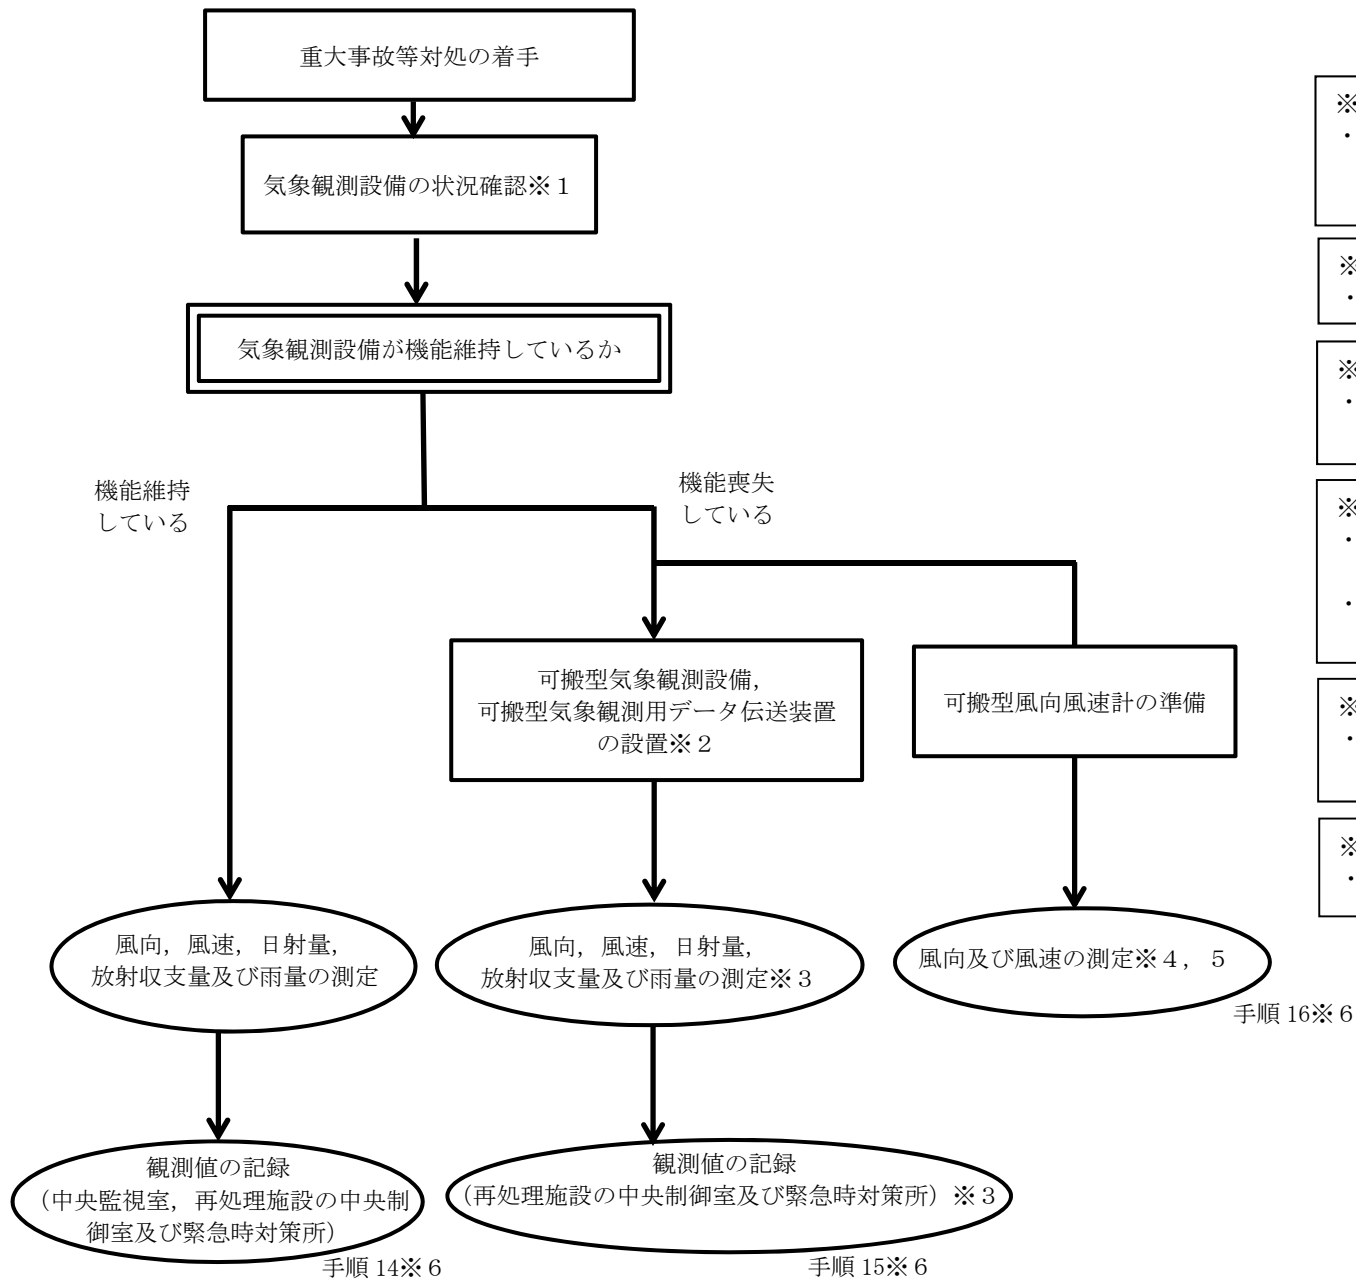 重大事故等対処の着手
気象観測設備の状況確認※１
気象観測設備が機能維持しているか
機能維持
している
機能喪失
している
可搬型気象観測設備，
可搬型気象観測用データ伝送装置
の設置※２
可搬型風向風速計の準備
風向，風速，日射量，
放射収支量及び雨量の測定
風向，風速，日射量，
放射収支量及び雨量の測定※３
風向及び風速の測定※４，５
手順 16※６
観測値の記録
（中央監視室，再処理施設の中央制
御室及び緊急時対策所）
手順 14※６
観測値の記録
（再処理施設の中央制御室及び緊急時対策所）※３
手順 15※６
※
・
※
・
※
・
※
・
・
※
・
※
・